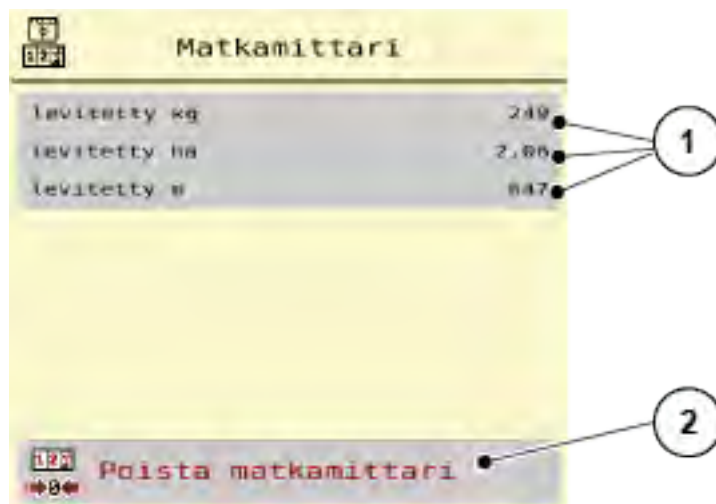 Matkamittari
levitetty kg 249
levitetty ha 2.06
levitetty m 847
1
2
Poista matkamittari